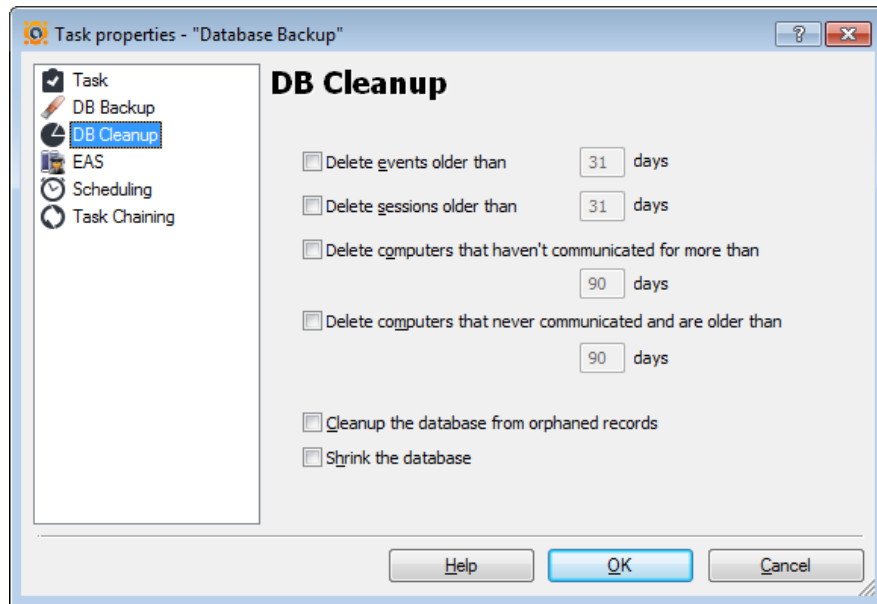 Task properties - "Database Backup"
Task
DB Backup
DB Cleanup
EAS
Scheduling
Task Chaining
DB Cleanup
Delete events older than 31 days
Delete sessions older than 31 days
Delete computers that haven't communicated for more than
90 days
Delete computers that never communicated and are older than
90 days
Cleanup the database from orphaned records
Shrink the database
Help OK Cancel